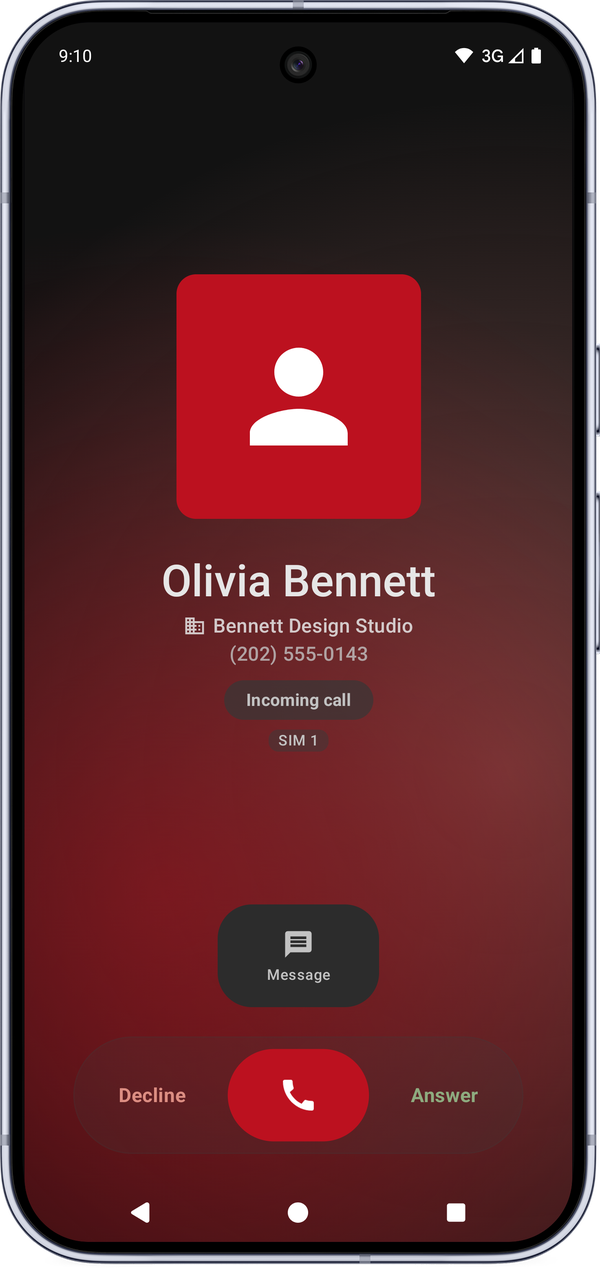 9:10 3G
Olivia Bennett
Bennett Design Studio
(202) 555-0143
Incoming call
SIM 1
Message
Decline Answer